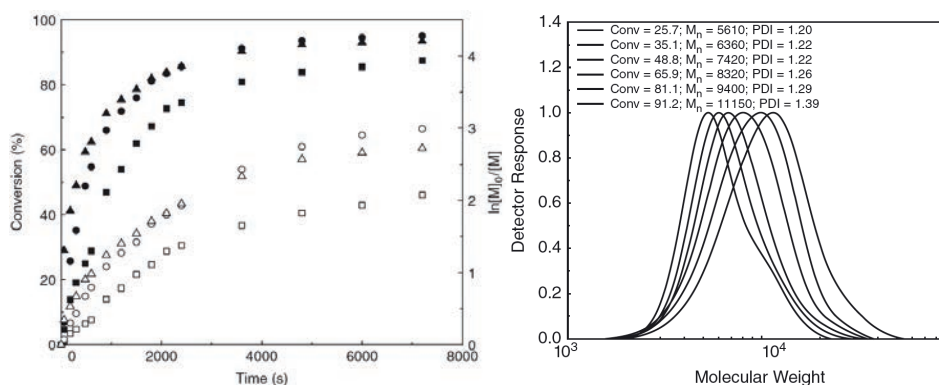 100
80
60
40
20
0
Conversion (%)
0
2000
4000
6000
8000
Time (s)
4
3
2
1
0
ln[M]0/[M]
1.4
1.2
1.0
0.8
0.6
0.4
0.2
0.0
Detector Response
Conv = 25.7; Mn = 5610; PDI = 1.20
Conv = 35.1; Mn = 6360; PDI = 1.22
Conv = 48.8; Mn = 7420; PDI = 1.22
Conv = 65.9; Mn = 8320; PDI = 1.26
Conv = 81.1; Mn = 9400; PDI = 1.29
Conv = 91.2; Mn = 11150; PDI = 1.39
10³
10⁴
Molecular Weight